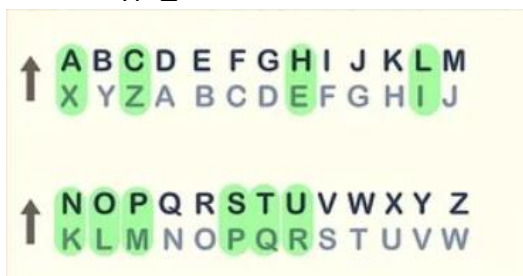 A B C D E F G H I J K L M
X Y Z A B C D E F G H I J
N O P Q R S T U V W X Y Z
K L M N O P Q R S T U V W